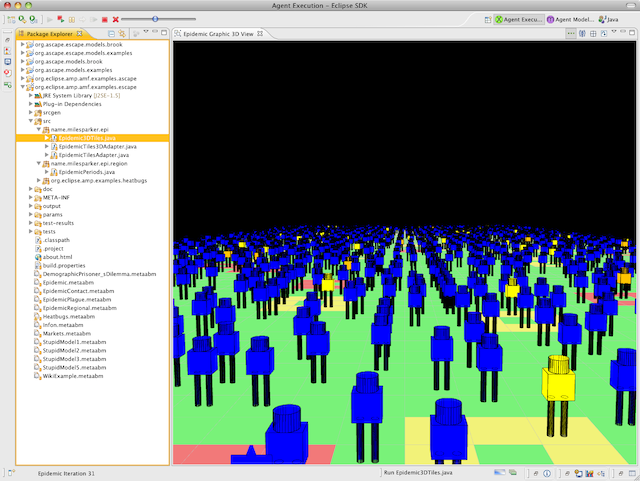 Agent Execution – Eclipse SDK
Agent Execu...
Agent Model...
Java
Package Explorer
Epidemic Graphic 3D View
org.ascape.escape.models.brook
org.ascape.escape.models.examples
org.ascape.models.brook
org.ascape.models.examples
org.eclipse.amp.amf.examples.ascape
org.eclipse.amp.amf.examples.escape
JRE System Library [J2SE-1.5]
Plug-in Dependencies
srcgen
src
name.milesparker.epi
Epidemic3DTiles.java
EpidemicTiles3DAdapter.java
EpidemicTilesAdapter.java
name.milesparker.epi.region
EpidemicPeriods.java
org.eclipse.amp.examples.heatbugs
doc
META-INF
output
params
test-results
tests
.classpath
.project
about.html
build.properties
DemographicPrisoner_sDilemma.metaabm
Epidemic.metaabm
EpidemicContact.metaabm
EpidemicPlague.metaabm
EpidemicRegional.metaabm
Heatbugs.metaabm
Infon.metaabm
Markets.metaabm
StupidModel1.metaabm
StupidModel2.metaabm
StupidModel3.metaabm
StupidModel5.metaabm
WikiExample.metaabm
Epidemic Iteration 31
Run Epidemic3DTiles.java